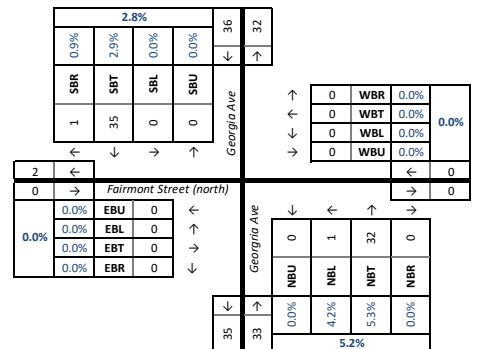 2.8%
36
32
0.9%
2.9%
0.0%
0.0%
↓
↑
SBR
SBT
SBL
SBU
Georgia Ave
1
35
0
0
←
↓
→
↑
↑ 0 WBR 0.0%
← 0 WBT 0.0%
↓ 0 WBL 0.0%
→ 0 WBU 0.0%
0.0%
2 ←
← 0
0 → Fairmont Street (north)
→ 0
0.0%
0.0% EBU 0 ←
0.0% EBL 0 ↑
0.0% EBT 0 →
0.0% EBR 0 ↓
Georgria Ave
↓
←
↑
→
0
1
32
0
NBU
NBL
NBT
NBR
↓
↑
0.0%
4.2%
5.3%
0.0%
35
33
5.2%